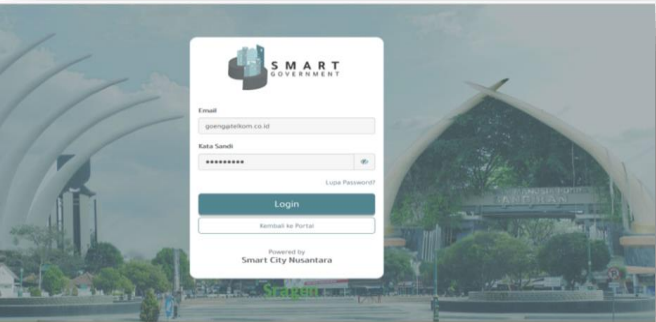 SMART
GOVERNMENT
Email
goeng@telkom.co.id
Kata Sandi
Lupa Password?
Login
Kembali ke Portal
Powered by
Smart City Nusantara
Sragen